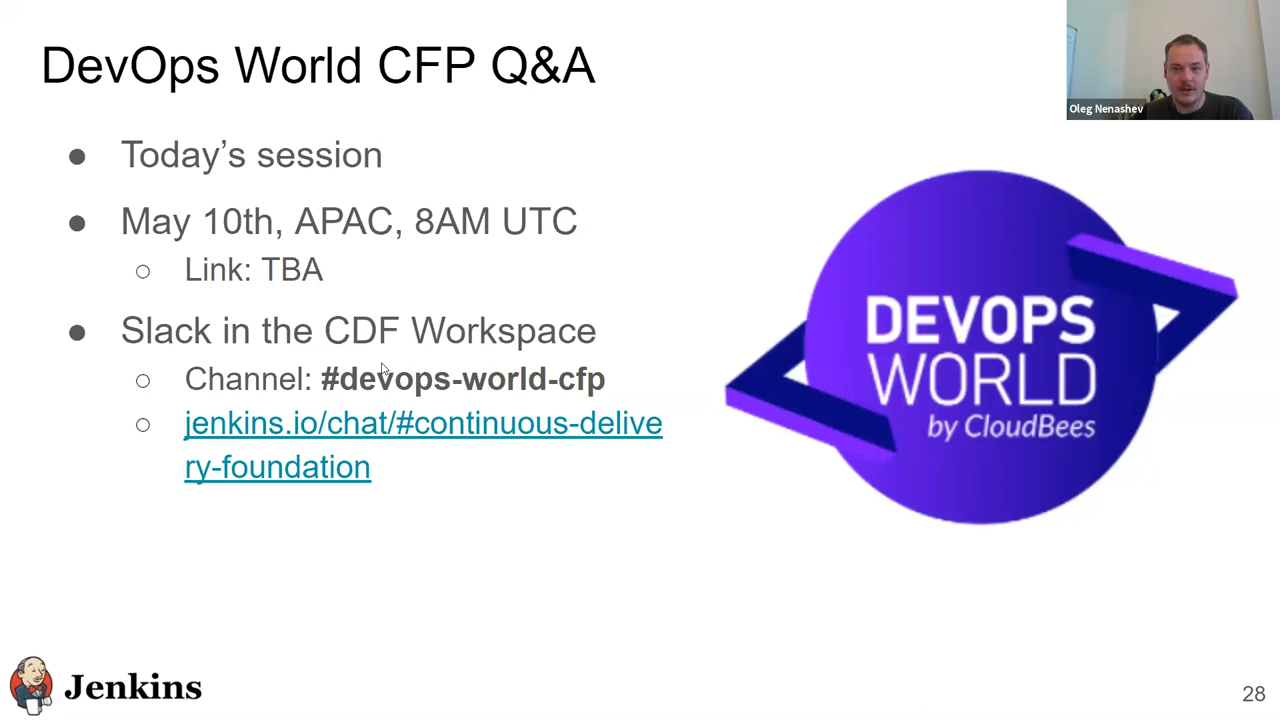 DevOps World CFP Q&A
Oleg Nenashev
● Today’s session
● May 10th, APAC, 8AM UTC
○ Link: TBA
● Slack in the CDF Workspace
○ Channel: #devops-world-cfp
○ jenkins.io/chat/#continuous-delive
ry-foundation
DEVOPS
WORLD
by CloudBees
Jenkins
28